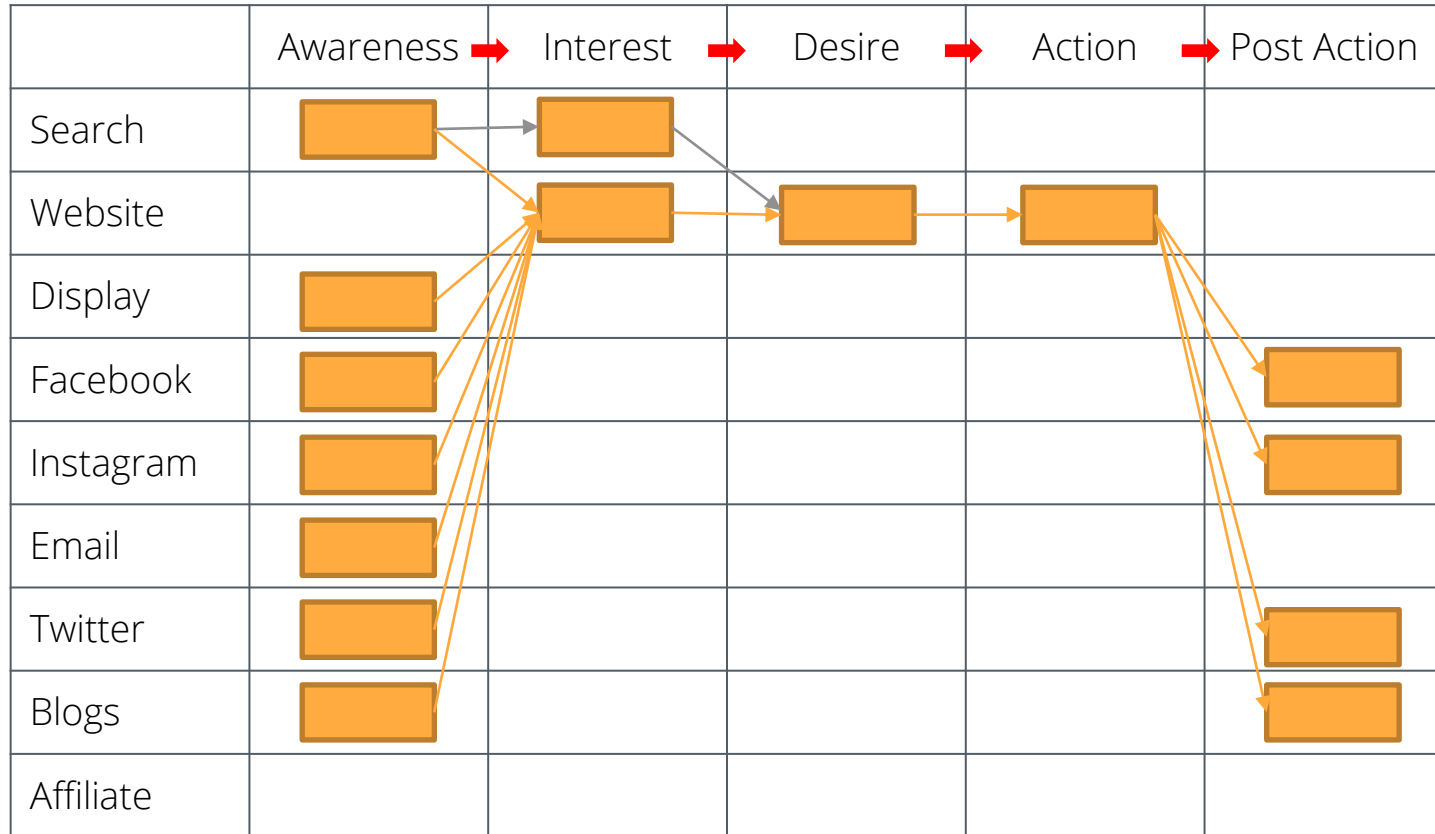 Awareness Interest Desire Action Post Action
Search
Website
Display
Facebook
Instagram
Email
Twitter
Blogs
Affiliate